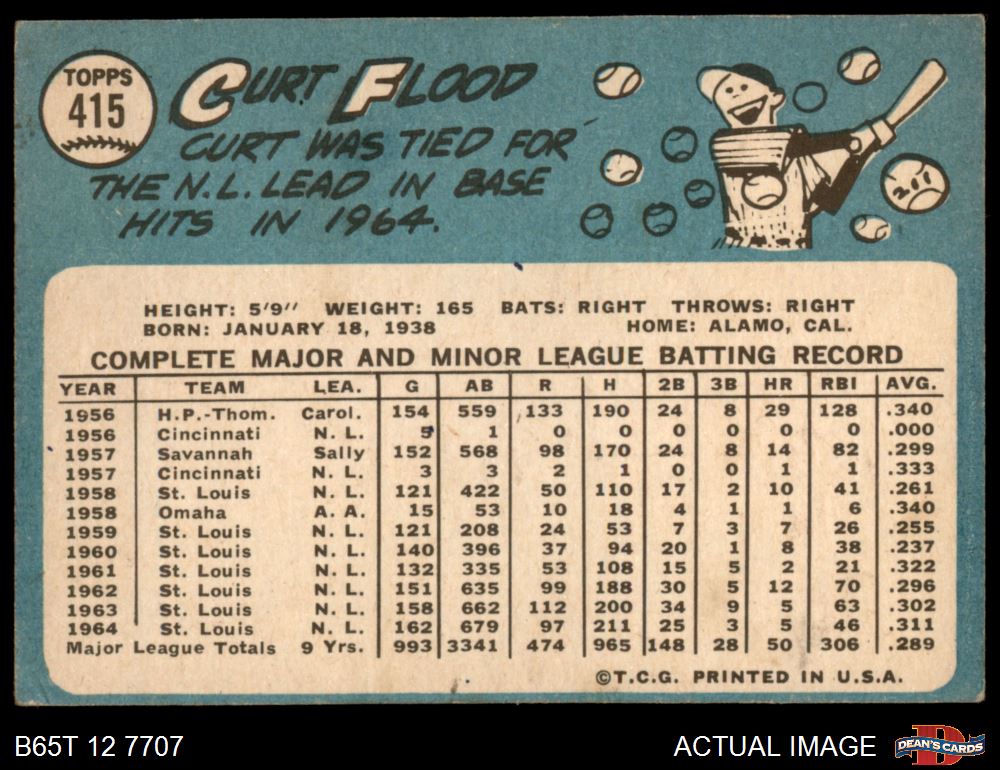 TOPPS
415
CURT FLOOD
CURT WAS TIED FOR
THE N.L. LEAD IN BASE
HITS IN 1964.
211
HEIGHT: 5'9" WEIGHT: 165 BATS: RIGHT THROWS: RIGHT
BORN: JANUARY 18, 1938 HOME: ALAMO, CAL.
COMPLETE MAJOR AND MINOR LEAGUE BATTING RECORD
YEAR TEAM LEA. G AB R H 2B 3B HR RBI AVG.
1956 H.P.-Thom. Carol. 154 559 133 190 24 8 29 128 .340
1956 Cincinnati N. L. 5 1 0 0 0 0 0 0 .000
1957 Savannah Sally 152 568 98 170 24 8 14 82 .299
1957 Cincinnati N. L. 3 3 2 1 0 0 1 1 .333
1958 St. Louis N. L. 121 422 50 110 17 2 10 41 .261
1958 Omaha A. A. 15 53 10 18 4 1 1 6 .340
1959 St. Louis N. L. 121 208 24 53 7 3 7 26 .255
1960 St. Louis N. L. 140 396 37 94 20 1 8 38 .237
1961 St. Louis N. L. 132 335 53 108 15 5 2 21 .322
1962 St. Louis N. L. 151 635 99 188 30 5 12 70 .296
1963 St. Louis N. L. 158 662 112 200 34 9 5 63 .302
1964 St. Louis N. L. 162 679 97 211 25 3 5 46 .311
Major League Totals 9 Yrs. 993 3341 474 965 148 28 50 306 .289
©T.C.G. PRINTED IN U.S.A.
B65T 12 7707 ACTUAL IMAGE
D
DEAN'S CARDS